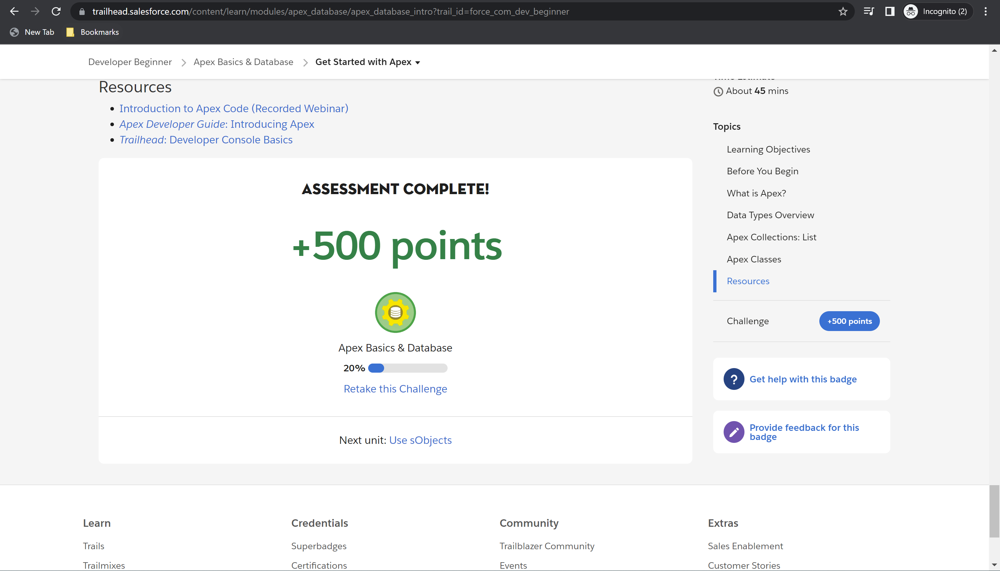 trailhead.salesforce.com/content/learn/modules/apex_database/apex_database_intro?trail_id=force_com_dev_beginner
Incognito (2)
New Tab
Bookmarks
Developer Beginner
Apex Basics & Database
Get Started with Apex
Resources
Introduction to Apex Code (Recorded Webinar)
Apex Developer Guide: Introducing Apex
Trailhead: Developer Console Basics
ASSESSMENT COMPLETE!
+500 points
Apex Basics & Database
20%
Retake this Challenge
Next unit: Use sObjects
Time Estimate
About 45 mins
Topics
Learning Objectives
Before You Begin
What is Apex?
Data Types Overview
Apex Collections: List
Apex Classes
Resources
Challenge
+500 points
?
Get help with this badge
Provide feedback for this
badge
Learn
Trails
Trailmixes
Credentials
Superbadges
Certifications
Community
Trailblazer Community
Events
Extras
Sales Enablement
Customer Stories